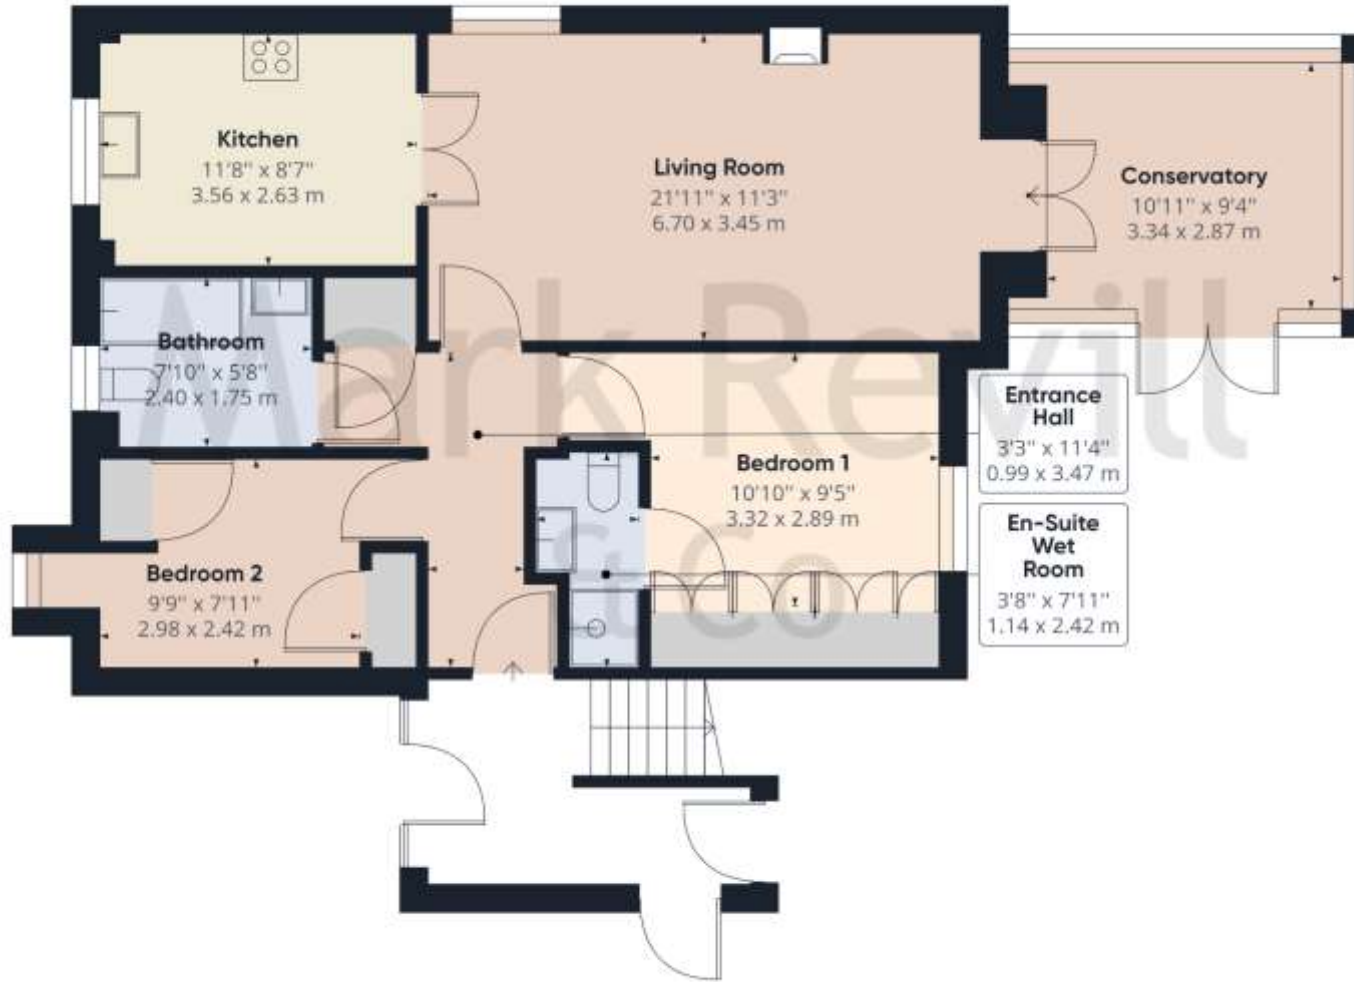 Kitchen
11'8" x 8'7"
3.56 x 2.63 m
Living Room
21'11" x 11'3"
6.70 x 3.45 m
Conservatory
10'11" x 9'4"
3.34 x 2.87 m
Bathroom
7'10" x 5'8"
2.40 x 1.75 m
Mark Revill
& Co
Entrance
Hall
3'3" x 11'4"
0.99 x 3.47 m
Bedroom 1
10'10" x 9'5"
3.32 x 2.89 m
En-Suite
Wet
Room
3'8" x 7'11"
1.14 x 2.42 m
Bedroom 2
9'9" x 7'11"
2.98 x 2.42 m